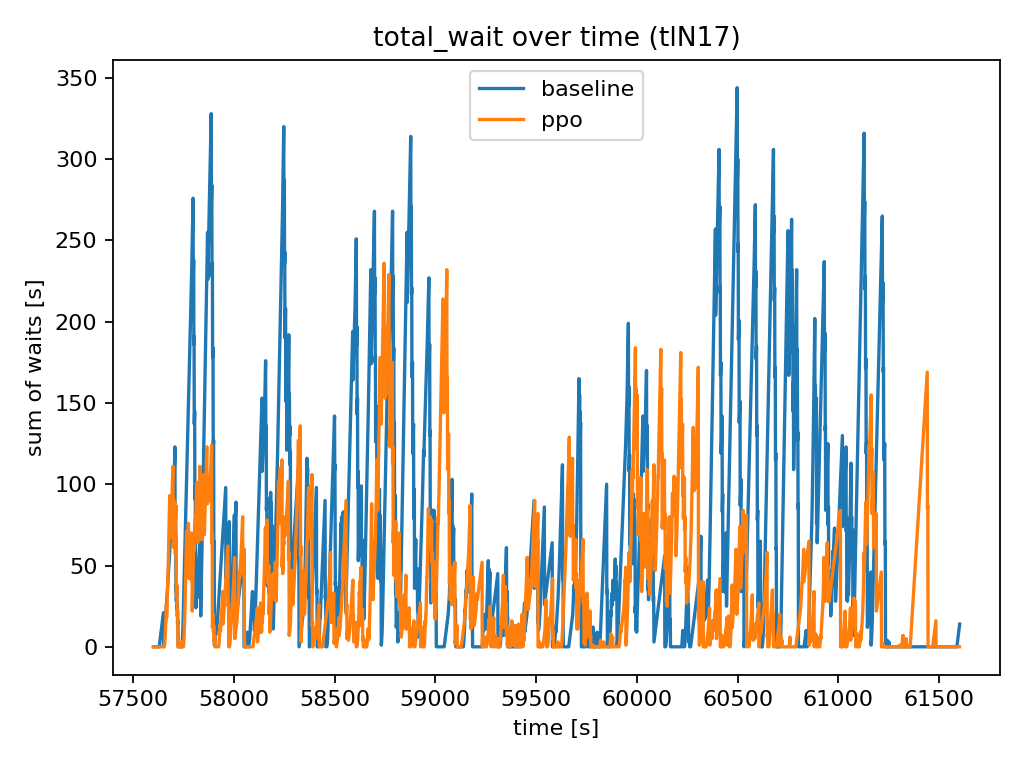 total_wait over time (tlN17)
baseline
ppo
sum of waits [s]
350
300
250
200
150
100
50
0
57500 58000 58500 59000 59500 60000 60500 61000 61500
time [s]